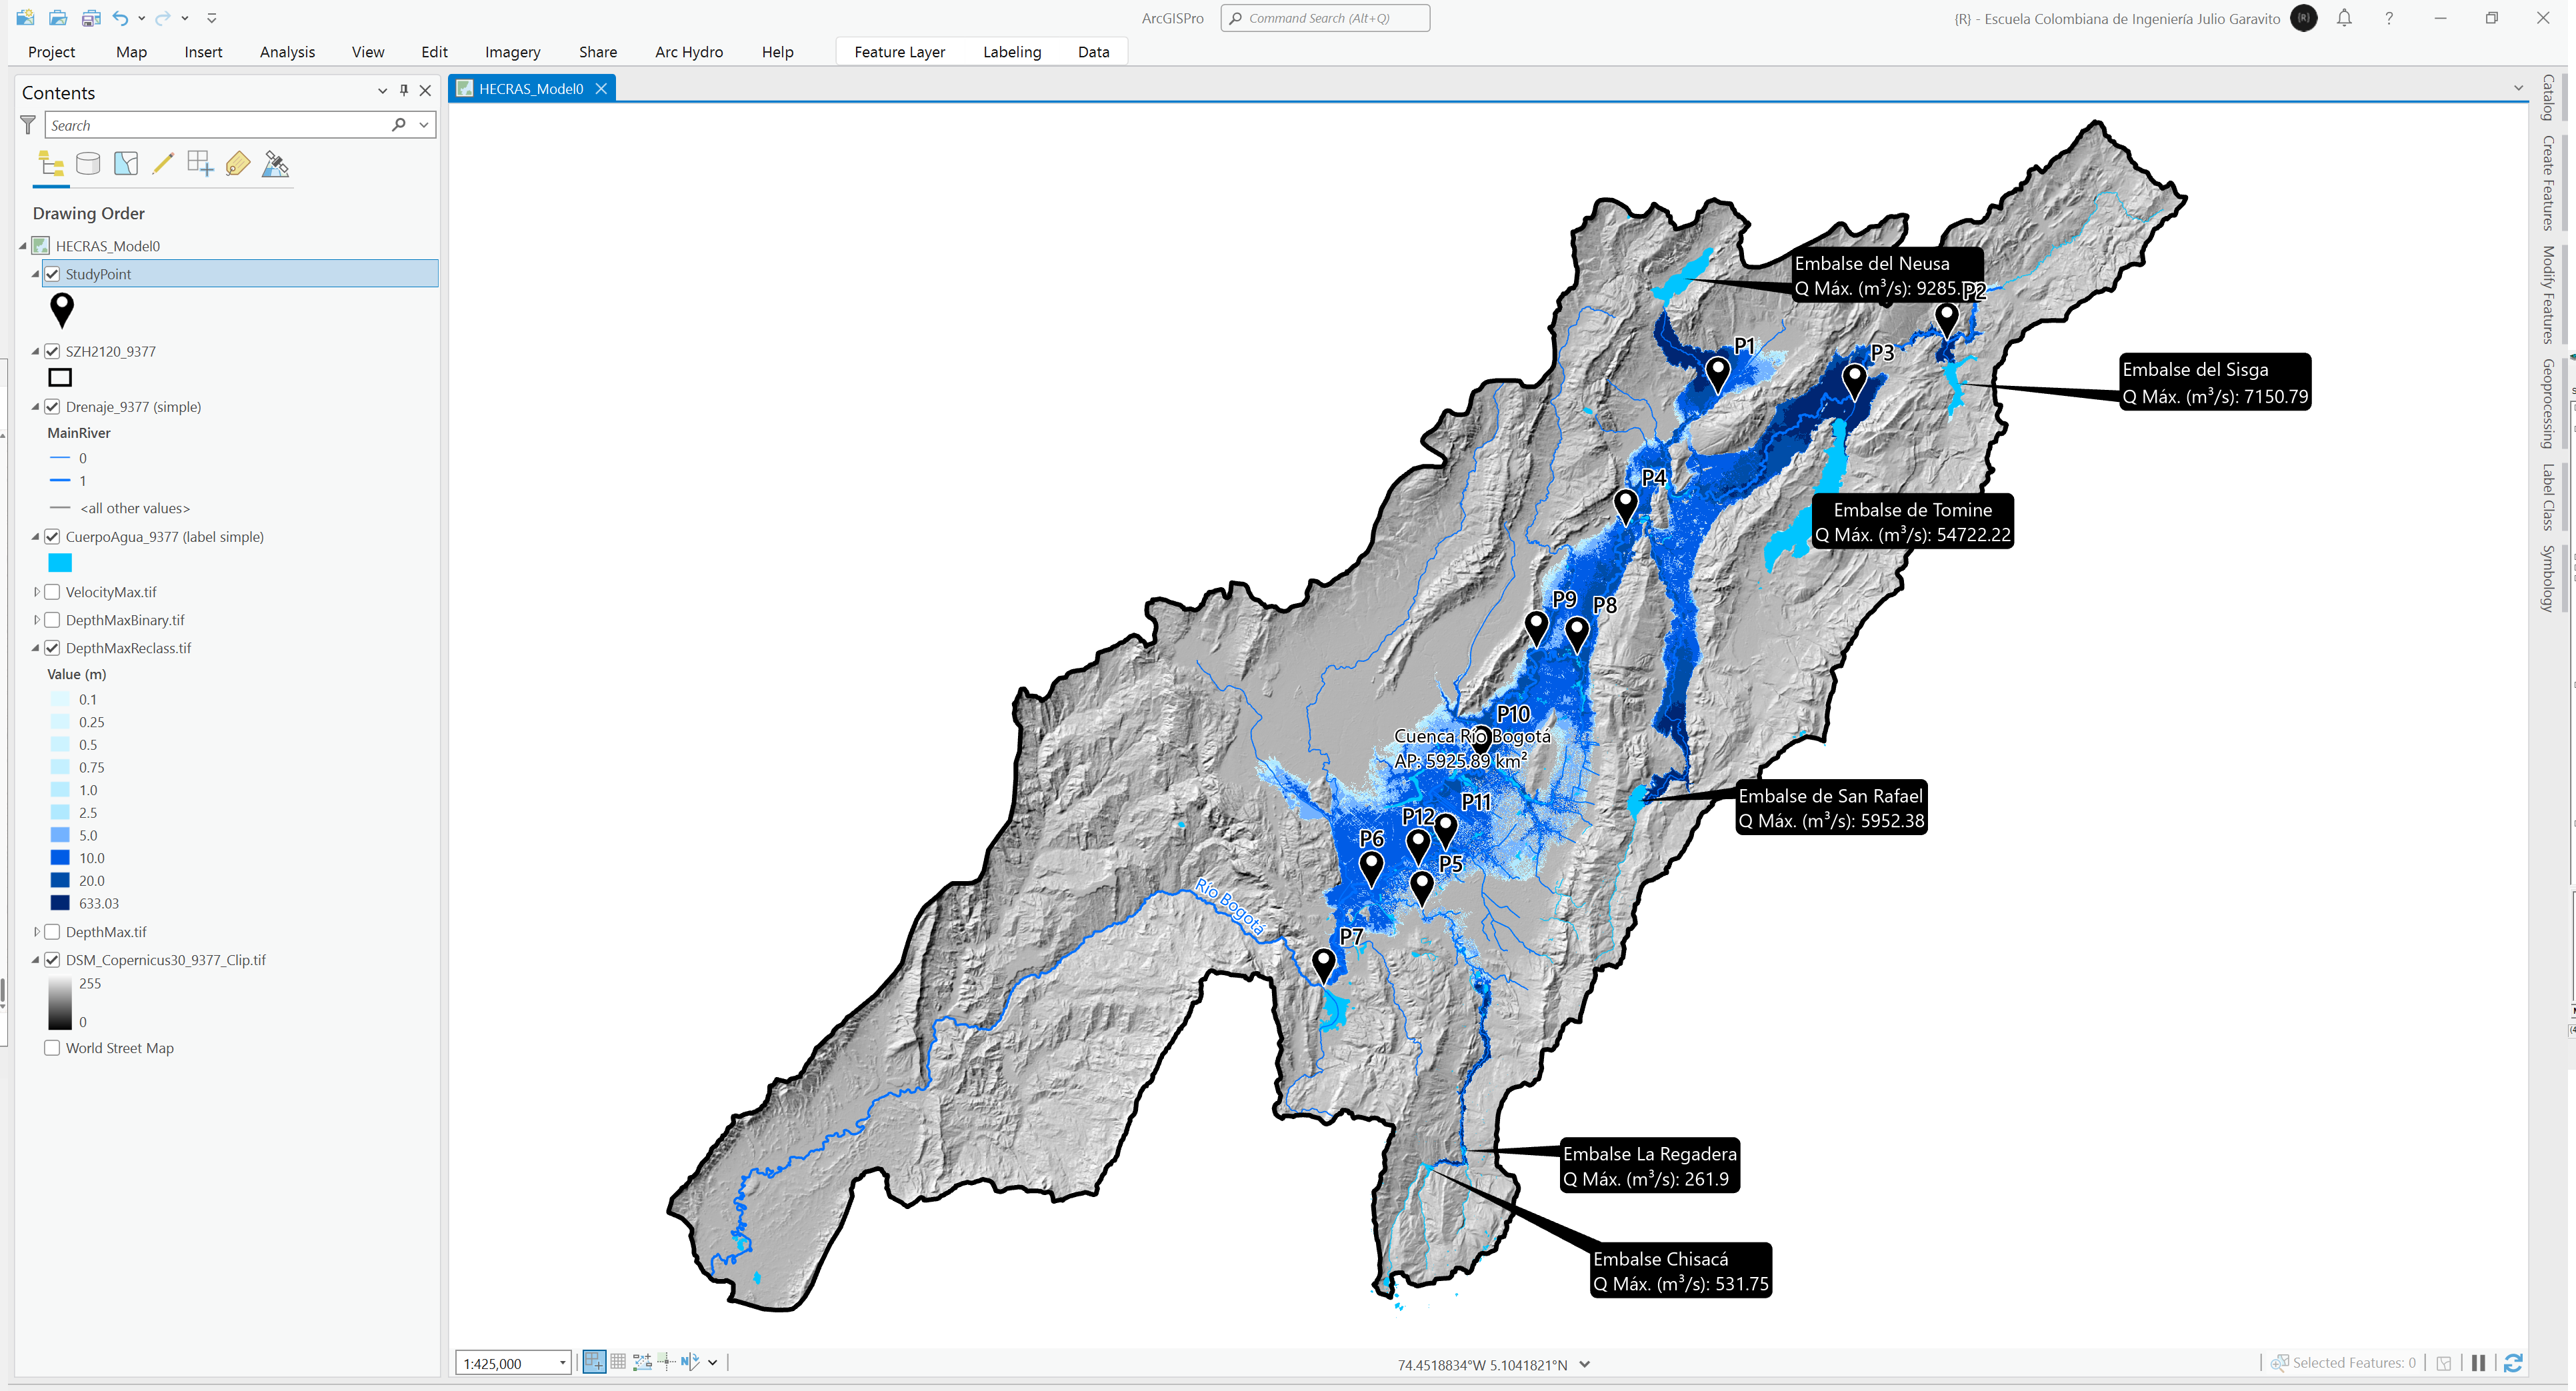 ArcGISPro
Command Search (Alt+Q)
{R} - Escuela Colombiana de Ingeniería Julio Garavito
{R}
?
Project
Map
Insert
Analysis
View
Edit
Imagery
Share
Arc Hydro
Help
Feature Layer
Labeling
Data
Contents
Search
Drawing Order
HECRAS_Model0
StudyPoint
SZH2120_9377
Drenaje_9377 (simple)
MainRiver
0
1
<all other values>
CuerpoAgua_9377 (label simple)
VelocityMax.tif
DepthMaxBinary.tif
DepthMaxReclass.tif
Value (m)
0.1
0.25
0.5
0.75
1.0
2.5
5.0
10.0
20.0
633.03
DepthMax.tif
DSM_Copernicus30_9377_Clip.tif
255
0
World Street Map
HECRAS_Model0
Embalse del Neusa
Q Máx. (m³/s): 9285.
P2
P1
P3
Embalse del Sisga
Q Máx. (m³/s): 7150.79
P4
Embalse de Tomine
Q Máx. (m³/s): 54722.22
P9
P8
P10
Cuenca Río Bogotá
AP: 5925.89 km²
Embalse de San Rafael
Q Máx. (m³/s): 5952.38
P11
P12
P6
P5
Río Bogotá
P7
Embalse La Regadera
Q Máx. (m³/s): 261.9
Embalse Chisacá
Q Máx. (m³/s): 531.75
1:425,000
74.4518834°W 5.1041821°N
Selected Features: 0
Catalog
Create Features
Modify Features
Geoprocessing
Label Class
Symbology